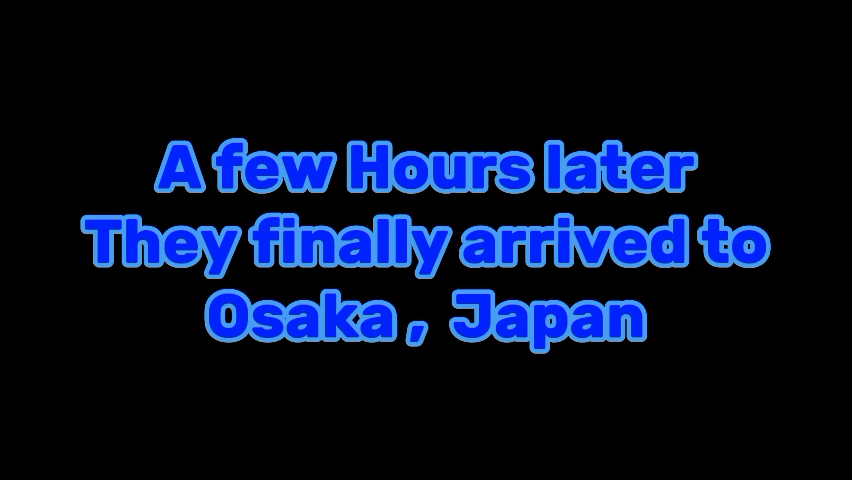 A few Hours later
They finally arrived to
Osaka , Japan